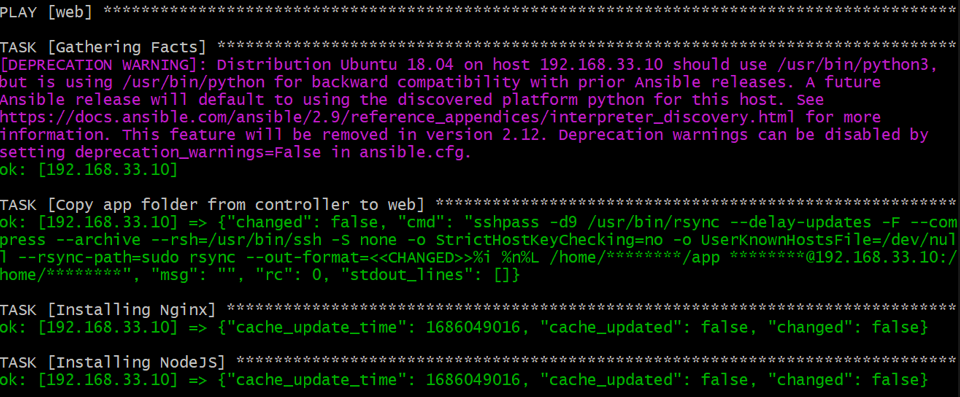 PLAY [web] *****************************************************************************************
TASK [Gathering Facts] *****************************************************************************
[DEPRECATION WARNING]: Distribution Ubuntu 18.04 on host 192.168.33.10 should use /usr/bin/python3,
but is using /usr/bin/python for backward compatibility with prior Ansible releases. A future
Ansible release will default to using the discovered platform python for this host. See
https://docs.ansible.com/ansible/2.9/reference_appendices/interpreter_discovery.html for more
information. This feature will be removed in version 2.12. Deprecation warnings can be disabled by
setting deprecation_warnings=False in ansible.cfg.
ok: [192.168.33.10]
TASK [Copy app folder from controller to web] ******************************************************
ok: [192.168.33.10] => {"changed": false, "cmd": "sshpass -d9 /usr/bin/rsync --delay-updates -F --com
press --archive --rsh=/usr/bin/ssh -S none -o StrictHostKeyChecking=no -o UserKnownHostsFile=/dev/nul
l --rsync-path=sudo rsync --out-format=<<CHANGED>>%i %n%L /home/********/app ********@192.168.33.10:/
home/********", "msg": "", "rc": 0, "stdout_lines": []}
TASK [Installing Nginx] ****************************************************************************
ok: [192.168.33.10] => {"cache_update_time": 1686049016, "cache_updated": false, "changed": false}
TASK [Installing NodeJS] ***************************************************************************
ok: [192.168.33.10] => {"cache_update_time": 1686049016, "cache_updated": false, "changed": false}